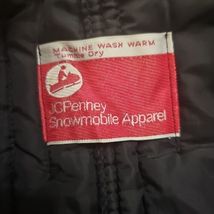 MACHINE WASH WARM
Tumble Dry
JCPenney
Snowmobile Apparel